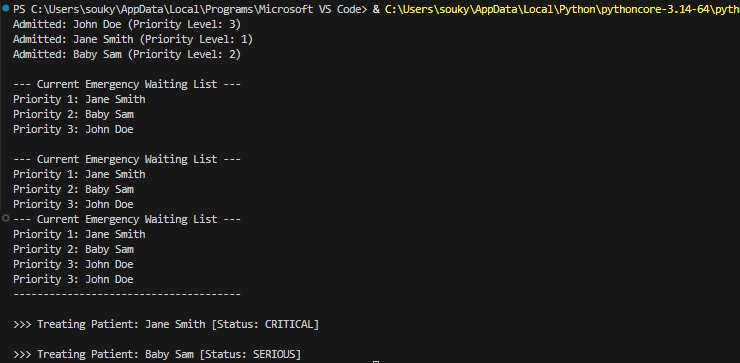 PS C:\Users\souky\AppData\Local\Programs\Microsoft VS Code> & C:\Users\souky\AppData\Local\Python\pythoncore-3.14-64\pytho
Admitted: John Doe (Priority Level: 3)
Admitted: Jane Smith (Priority Level: 1)
Admitted: Baby Sam (Priority Level: 2)
--- Current Emergency Waiting List ---
Priority 1: Jane Smith
Priority 2: Baby Sam
Priority 3: John Doe
--- Current Emergency Waiting List ---
Priority 1: Jane Smith
Priority 2: Baby Sam
Priority 3: John Doe
--- Current Emergency Waiting List ---
Priority 1: Jane Smith
Priority 2: Baby Sam
Priority 3: John Doe
Priority 3: John Doe
--------------------------------------
>>> Treating Patient: Jane Smith [Status: CRITICAL]
>>> Treating Patient: Baby Sam [Status: SERIOUS]